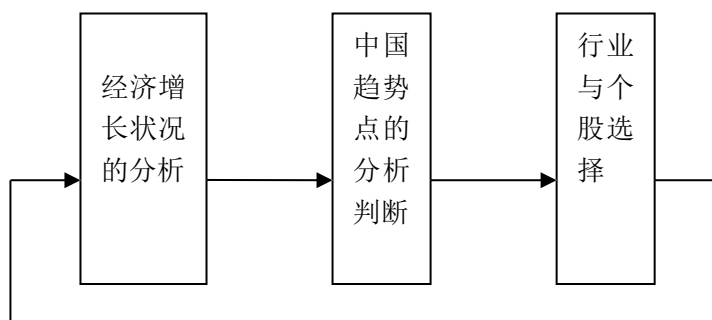 经济增
长状况
的分析
中国
趋势
点的
分析
判断
行业
与个
股选
择